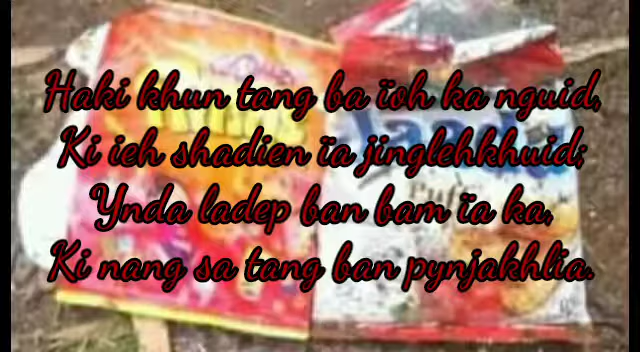 Haki khun tang ba ïoh ka nguid,
Ki ieh shadien ïa jinglehkhuid;
Ynda ladep ban bam ïa ka,
Ki nang sa tang ban pynjakhlia.